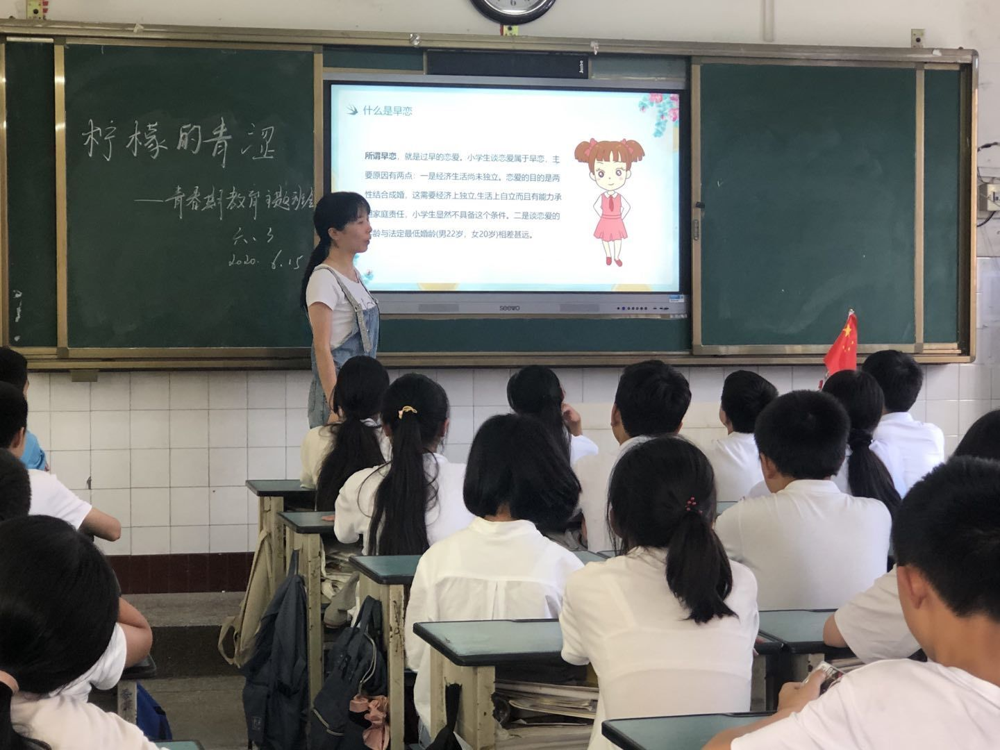 柠檬的青涩
——青春期教育主题班会
六.3
2020. 6.15
什么是早恋
所谓早恋，就是过早的恋爱。小学生谈恋爱属于早恋，主
要原因有两点：一是经济生活尚未独立。恋爱的目的是两
性结合成婚，这需要经济上独立,生活上自立而且有能力承
担家庭责任，小学生显然不具备这个条件。二是谈恋爱的
年龄与法定最低婚龄(男22岁，女20岁)相差甚远。
seewo